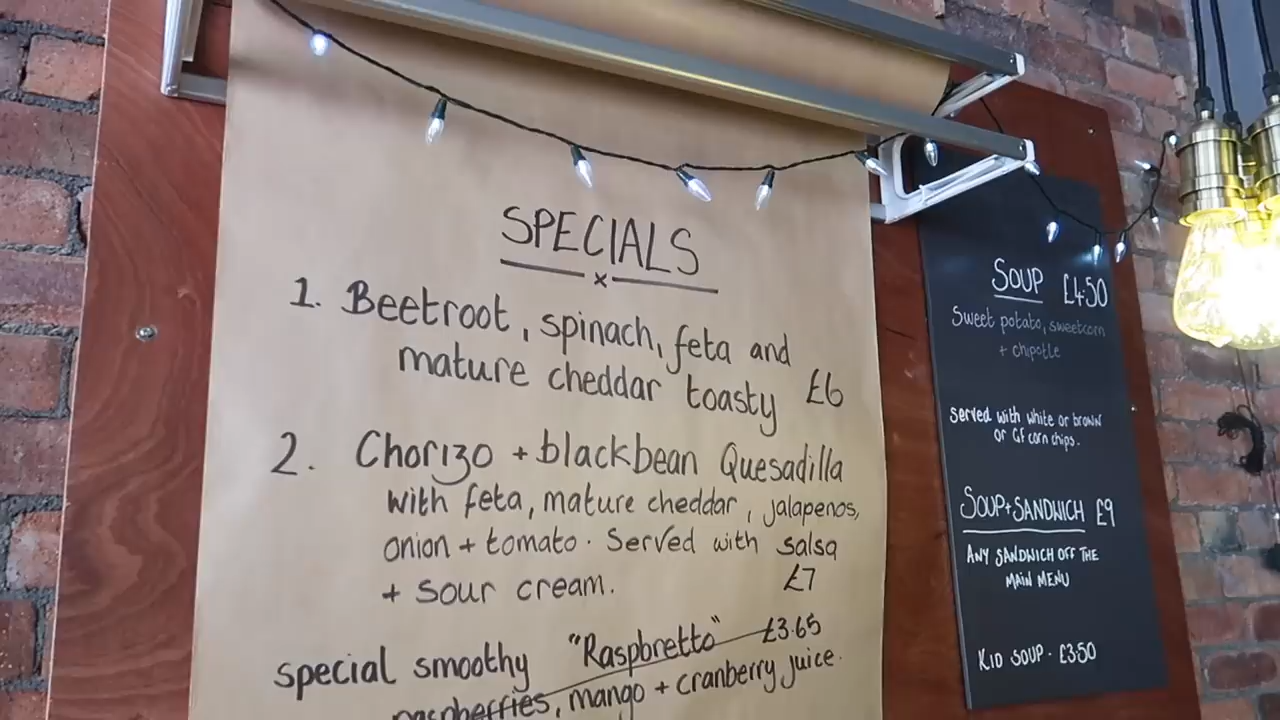 SPECIALS
x
1. Beetroot, spinach, feta and
mature cheddar toasty £6
2. Chorizo + blackbean Quesadilla
with feta, mature cheddar, jalapenos,
onion + tomato. Served with salsa
+ sour cream. £7
special smoothy "Raspbretto" £3.65
raspberries, mango + cranberry juice.
SOUP £4.50
Sweet potato, sweetcorn
+ chipotle
Served with white or brown
or GF corn chips.
SOUP+SANDWICH £9
ANY SANDWICH OFF THE
MAIN MENU
KID SOUP - £3.50